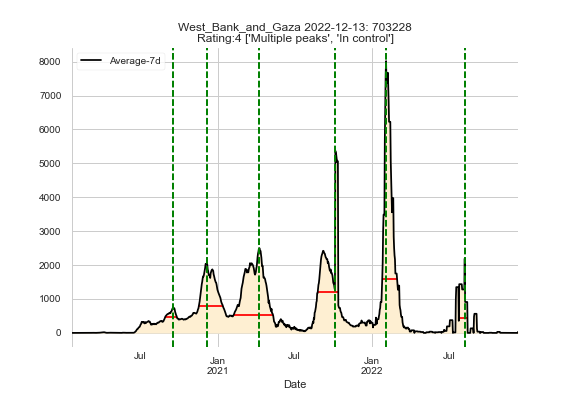 West_Bank_and_Gaza 2022-12-13: 703228
Rating:4 ['Multiple peaks', 'In control']
Average-7d
8000
7000
6000
5000
4000
3000
2000
1000
0
Jul
Jan
2021
Jul
Jan
2022
Jul
Date